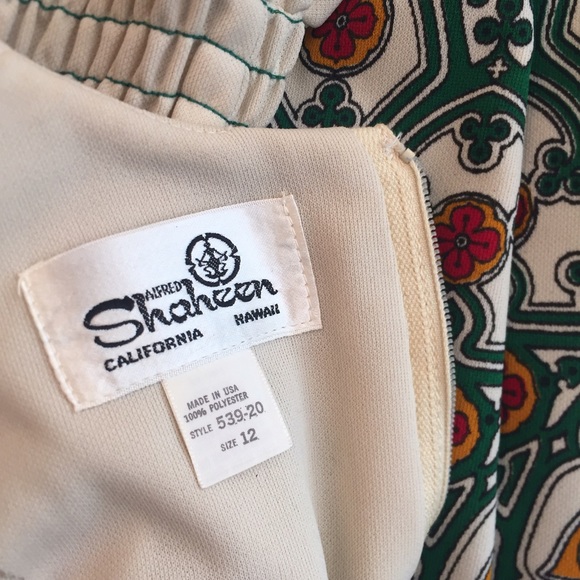 ALFRED
Shaheen
CALIFORNIA HAWAII
MADE IN USA
100% POLYESTER
STYLE 539-20
SIZE 12